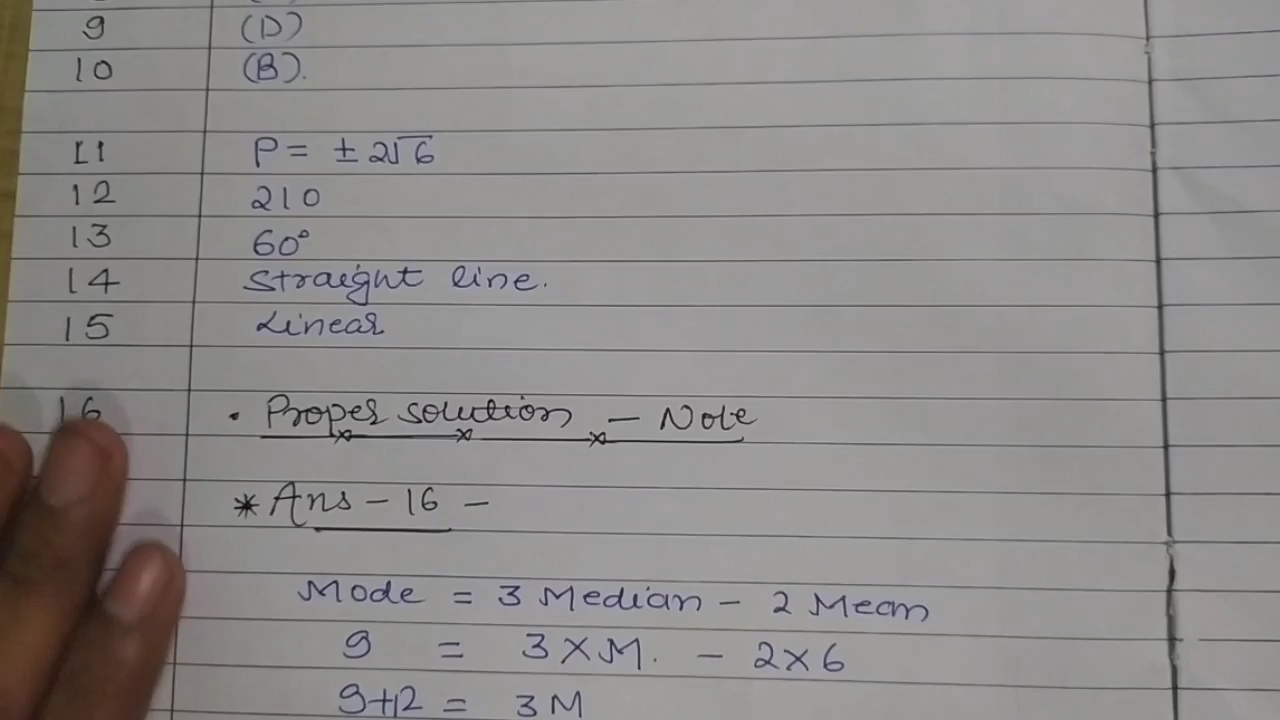 9 (D)
10 (B).
11 P = ±2√6
12 210
13 60°
14 Straight line.
15 Linear
16 • Proper solution – Note
* Ans – 16 –
Mode = 3 Median – 2 Mean
9 = 3×M. – 2×6
9+12 = 3M